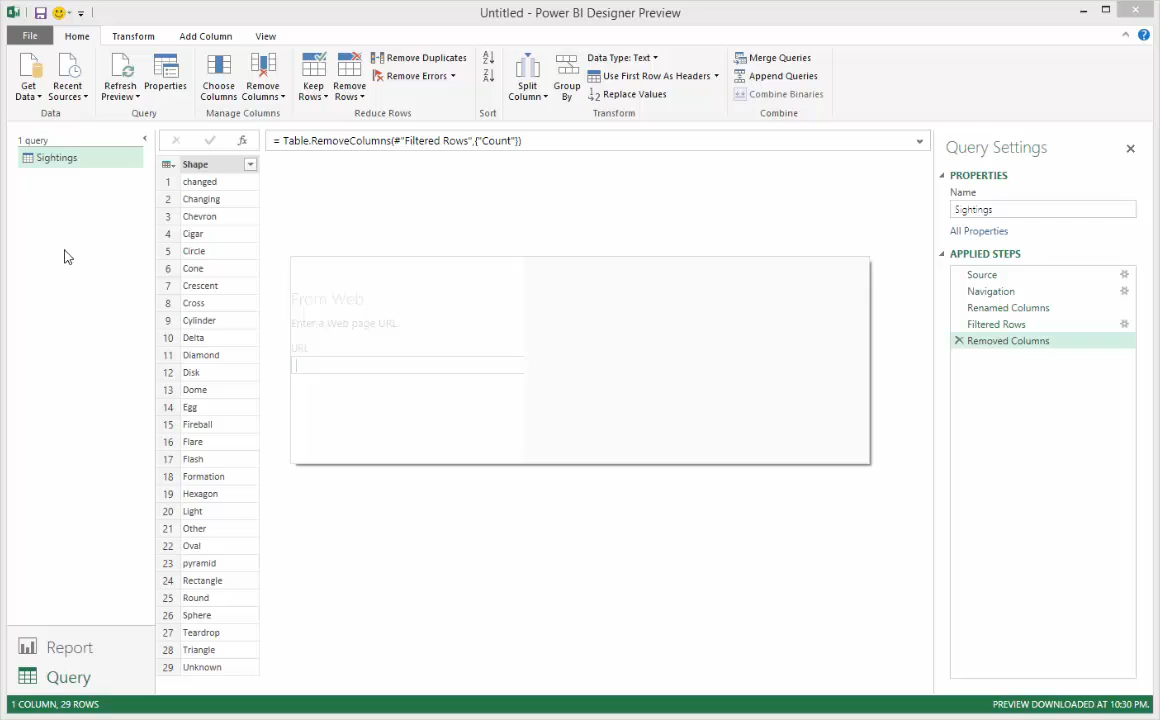 Untitled - Power BI Designer Preview
File Home Transform Add Column View
Get Data Recent Sources Refresh Preview Properties Choose Columns Remove Columns Keep Rows Remove Rows Remove Duplicates Remove Errors Split Column Group By Data Type: Text Use First Row As Headers Replace Values Merge Queries Append Queries Combine Binaries
Data Query Manage Columns Reduce Rows Sort Transform Combine
1 query
Sightings
fx = Table.RemoveColumns(#"Filtered Rows",{"Count"})
Shape
1 changed
2 Changing
3 Chevron
4 Cigar
5 Circle
6 Cone
7 Crescent
8 Cross
9 Cylinder
10 Delta
11 Diamond
12 Disk
13 Dome
14 Egg
15 Fireball
16 Flare
17 Flash
18 Formation
19 Hexagon
20 Light
21 Other
22 Oval
23 pyramid
24 Rectangle
25 Round
26 Sphere
27 Teardrop
28 Triangle
29 Unknown
From Web
Enter a Web page URL.
URL
Query Settings
PROPERTIES
Name
Sightings
All Properties
APPLIED STEPS
Source
Navigation
Renamed Columns
Filtered Rows
Removed Columns
Report
Query
1 COLUMN, 29 ROWS
PREVIEW DOWNLOADED AT 10:30 PM.